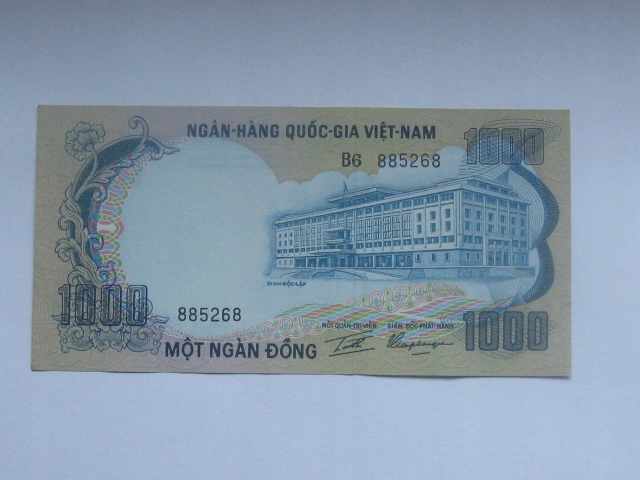 NGÂN-HÀNG QUỐC-GIA VIỆT-NAM
1000
B6 885268
DINH ĐỘC-LẬP
1000
885268
MỘT QUẢN-TRỊ-VIÊN GIÁM-ĐỐC PHÁT-HÀNH
1000
MỘT NGÀN ĐỒNG